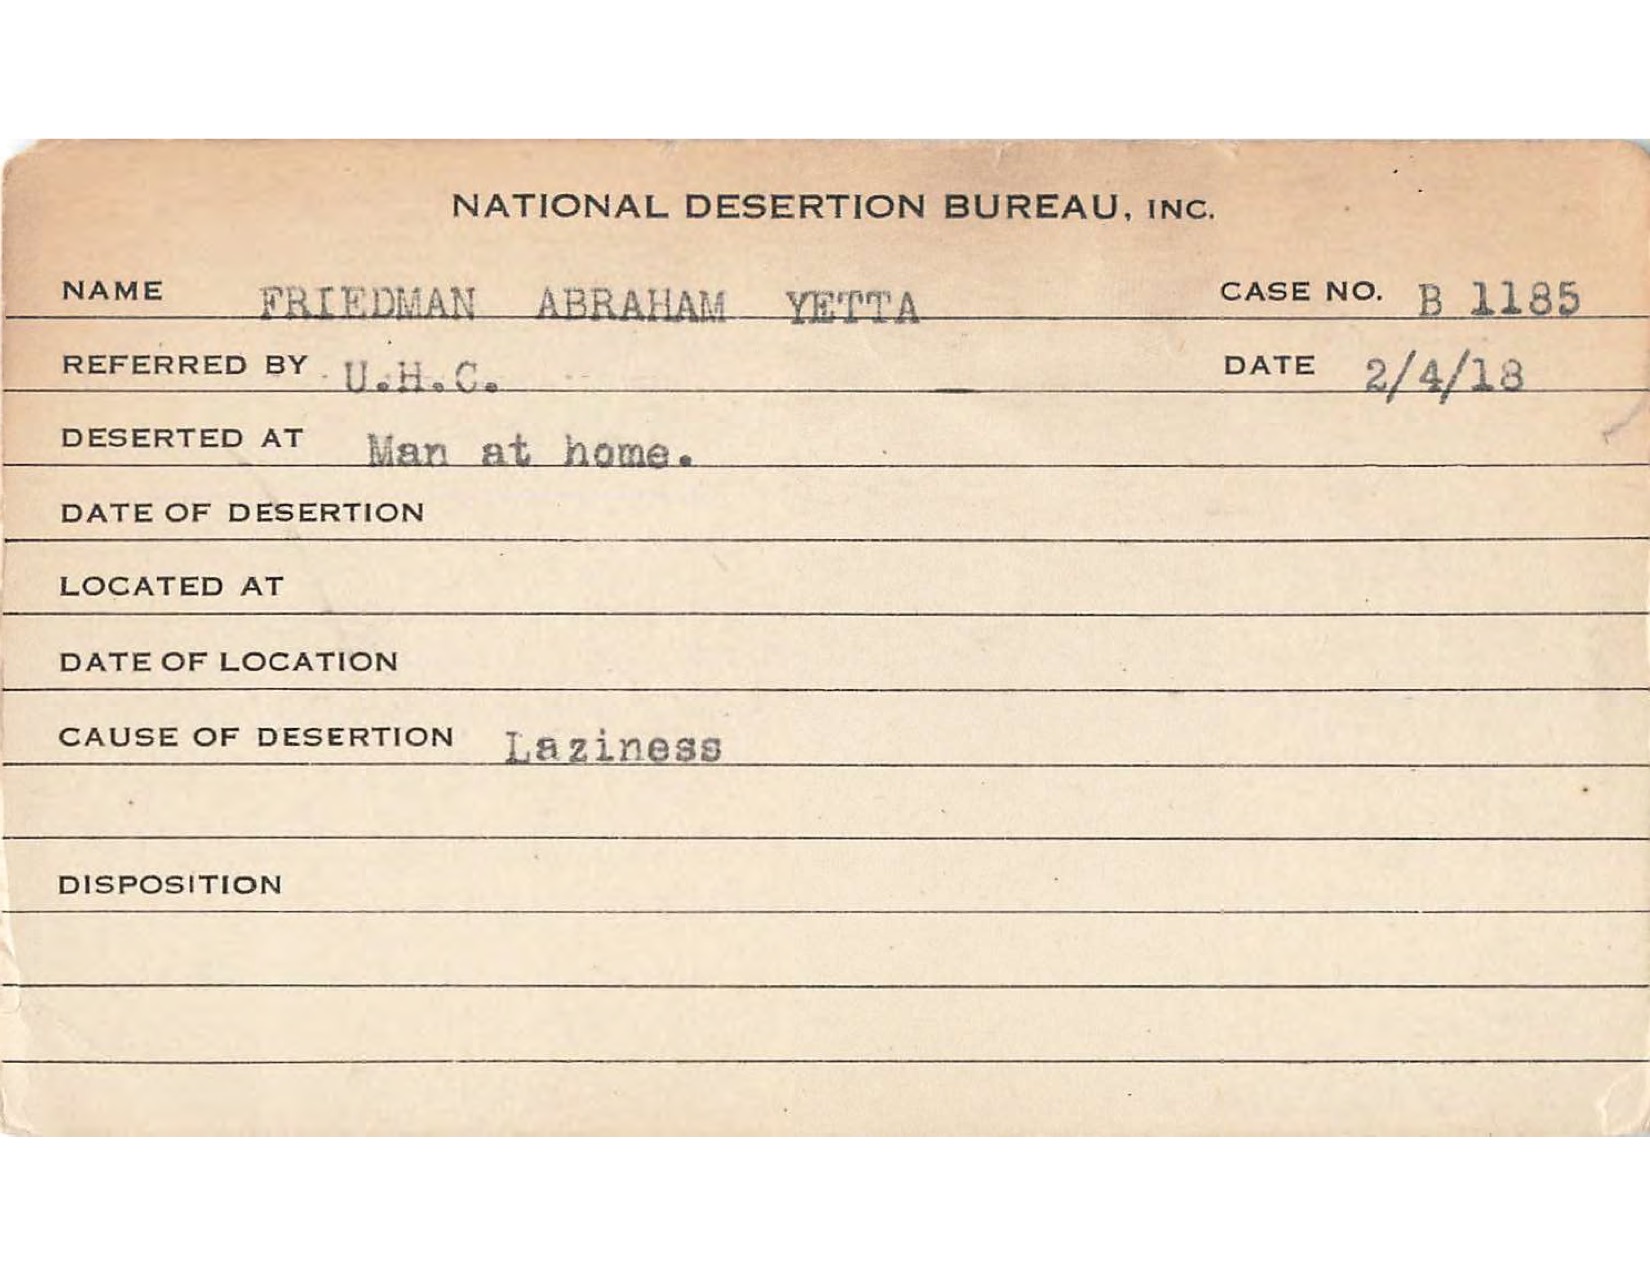 NATIONAL DESERTION BUREAU, INC.
NAME FRIEDMAN ABRAHAM YETTA CASE NO. B 1185
REFERRED BY U.H.C. DATE 2/4/18
DESERTED AT Man at home.
DATE OF DESERTION
LOCATED AT
DATE OF LOCATION
CAUSE OF DESERTION Laziness
DISPOSITION